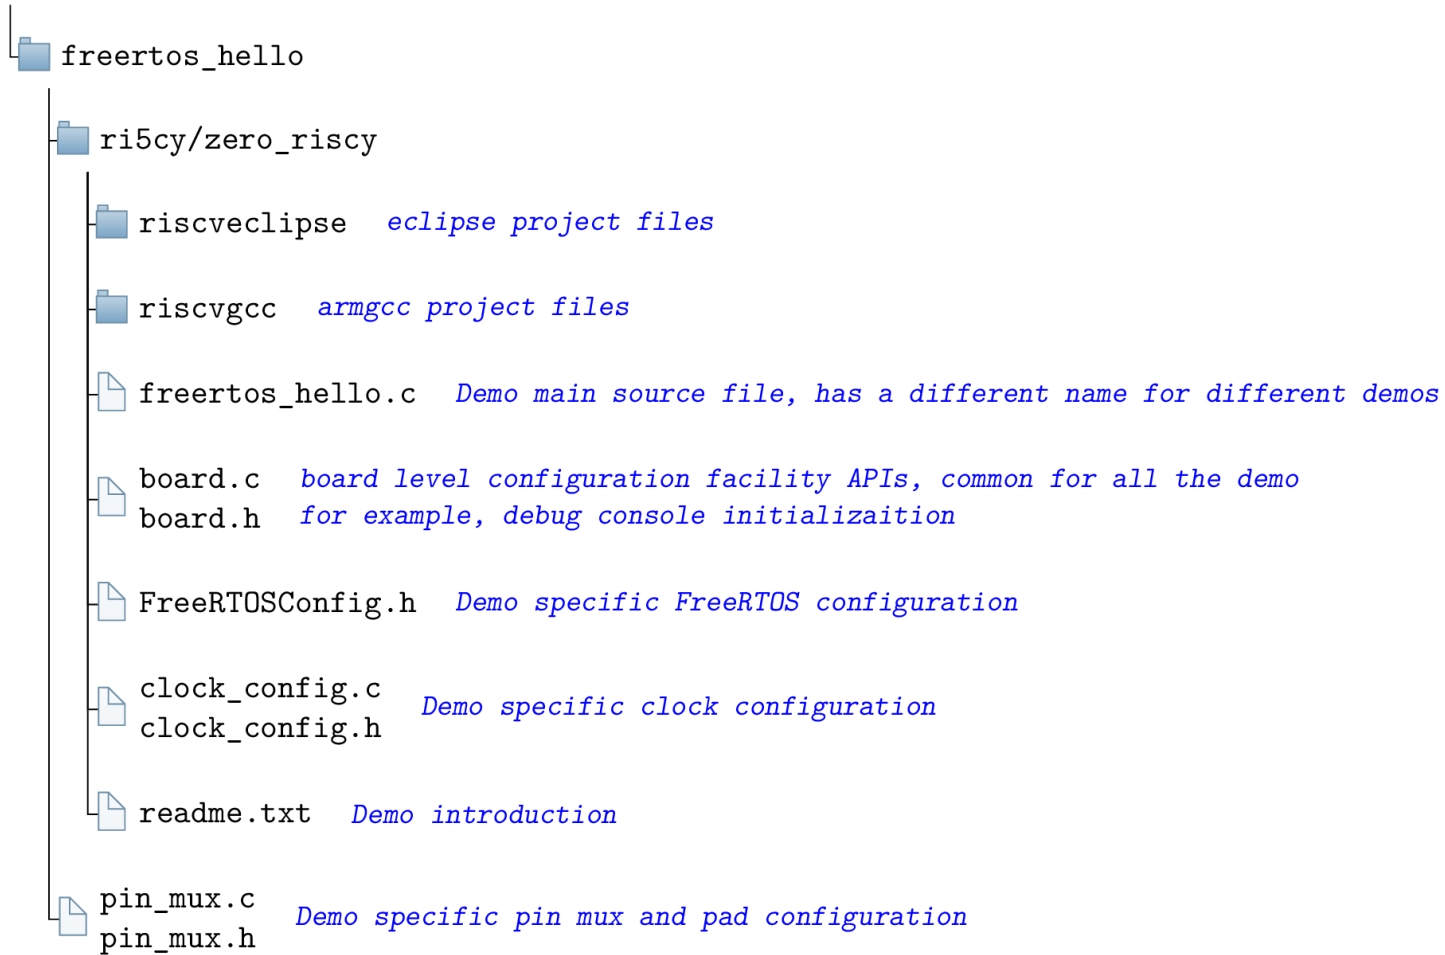 freertos_hello
ri5cy/zero_riscy
riscveclipse eclipse project files
riscvgcc armgcc project files
freertos_hello.c Demo main source file, has a different name for different demos
board.c board level configuration facility APIs, common for all the demo
board.h for example, debug console initializaition
FreeRTOSConfig.h Demo specific FreeRTOS configuration
clock_config.c
Demo specific clock configuration
clock_config.h
readme.txt Demo introduction
pin_mux.c
Demo specific pin mux and pad configuration
pin_mux.h